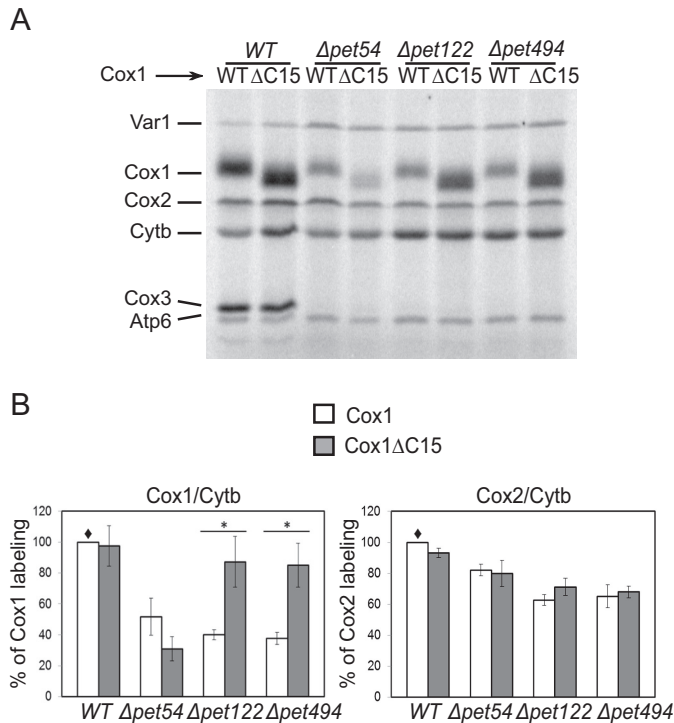 A
WT Δpet54 Δpet122 Δpet494
Cox1 WT ΔC15 WT ΔC15 WT ΔC15 WT ΔC15
Var1
Cox1
Cox2
Cytb
Cox3
Atp6
B
Cox1
Cox1ΔC15
Cox1/Cytb Cox2/Cytb
% of Cox1 labeling
120
100
80
60
40
20
0
* *
WT Δpet54 Δpet122 Δpet494
% of Cox2 labeling
120
100
80
60
40
20
0
WT Δpet54 Δpet122 Δpet494